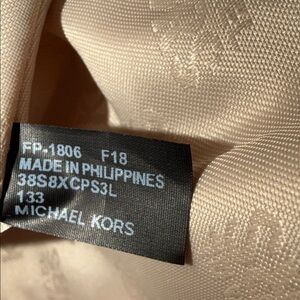 FP-1806 F18
MADE IN PHILIPPINES
38S8XCPS3L
133
MICHAEL KORS